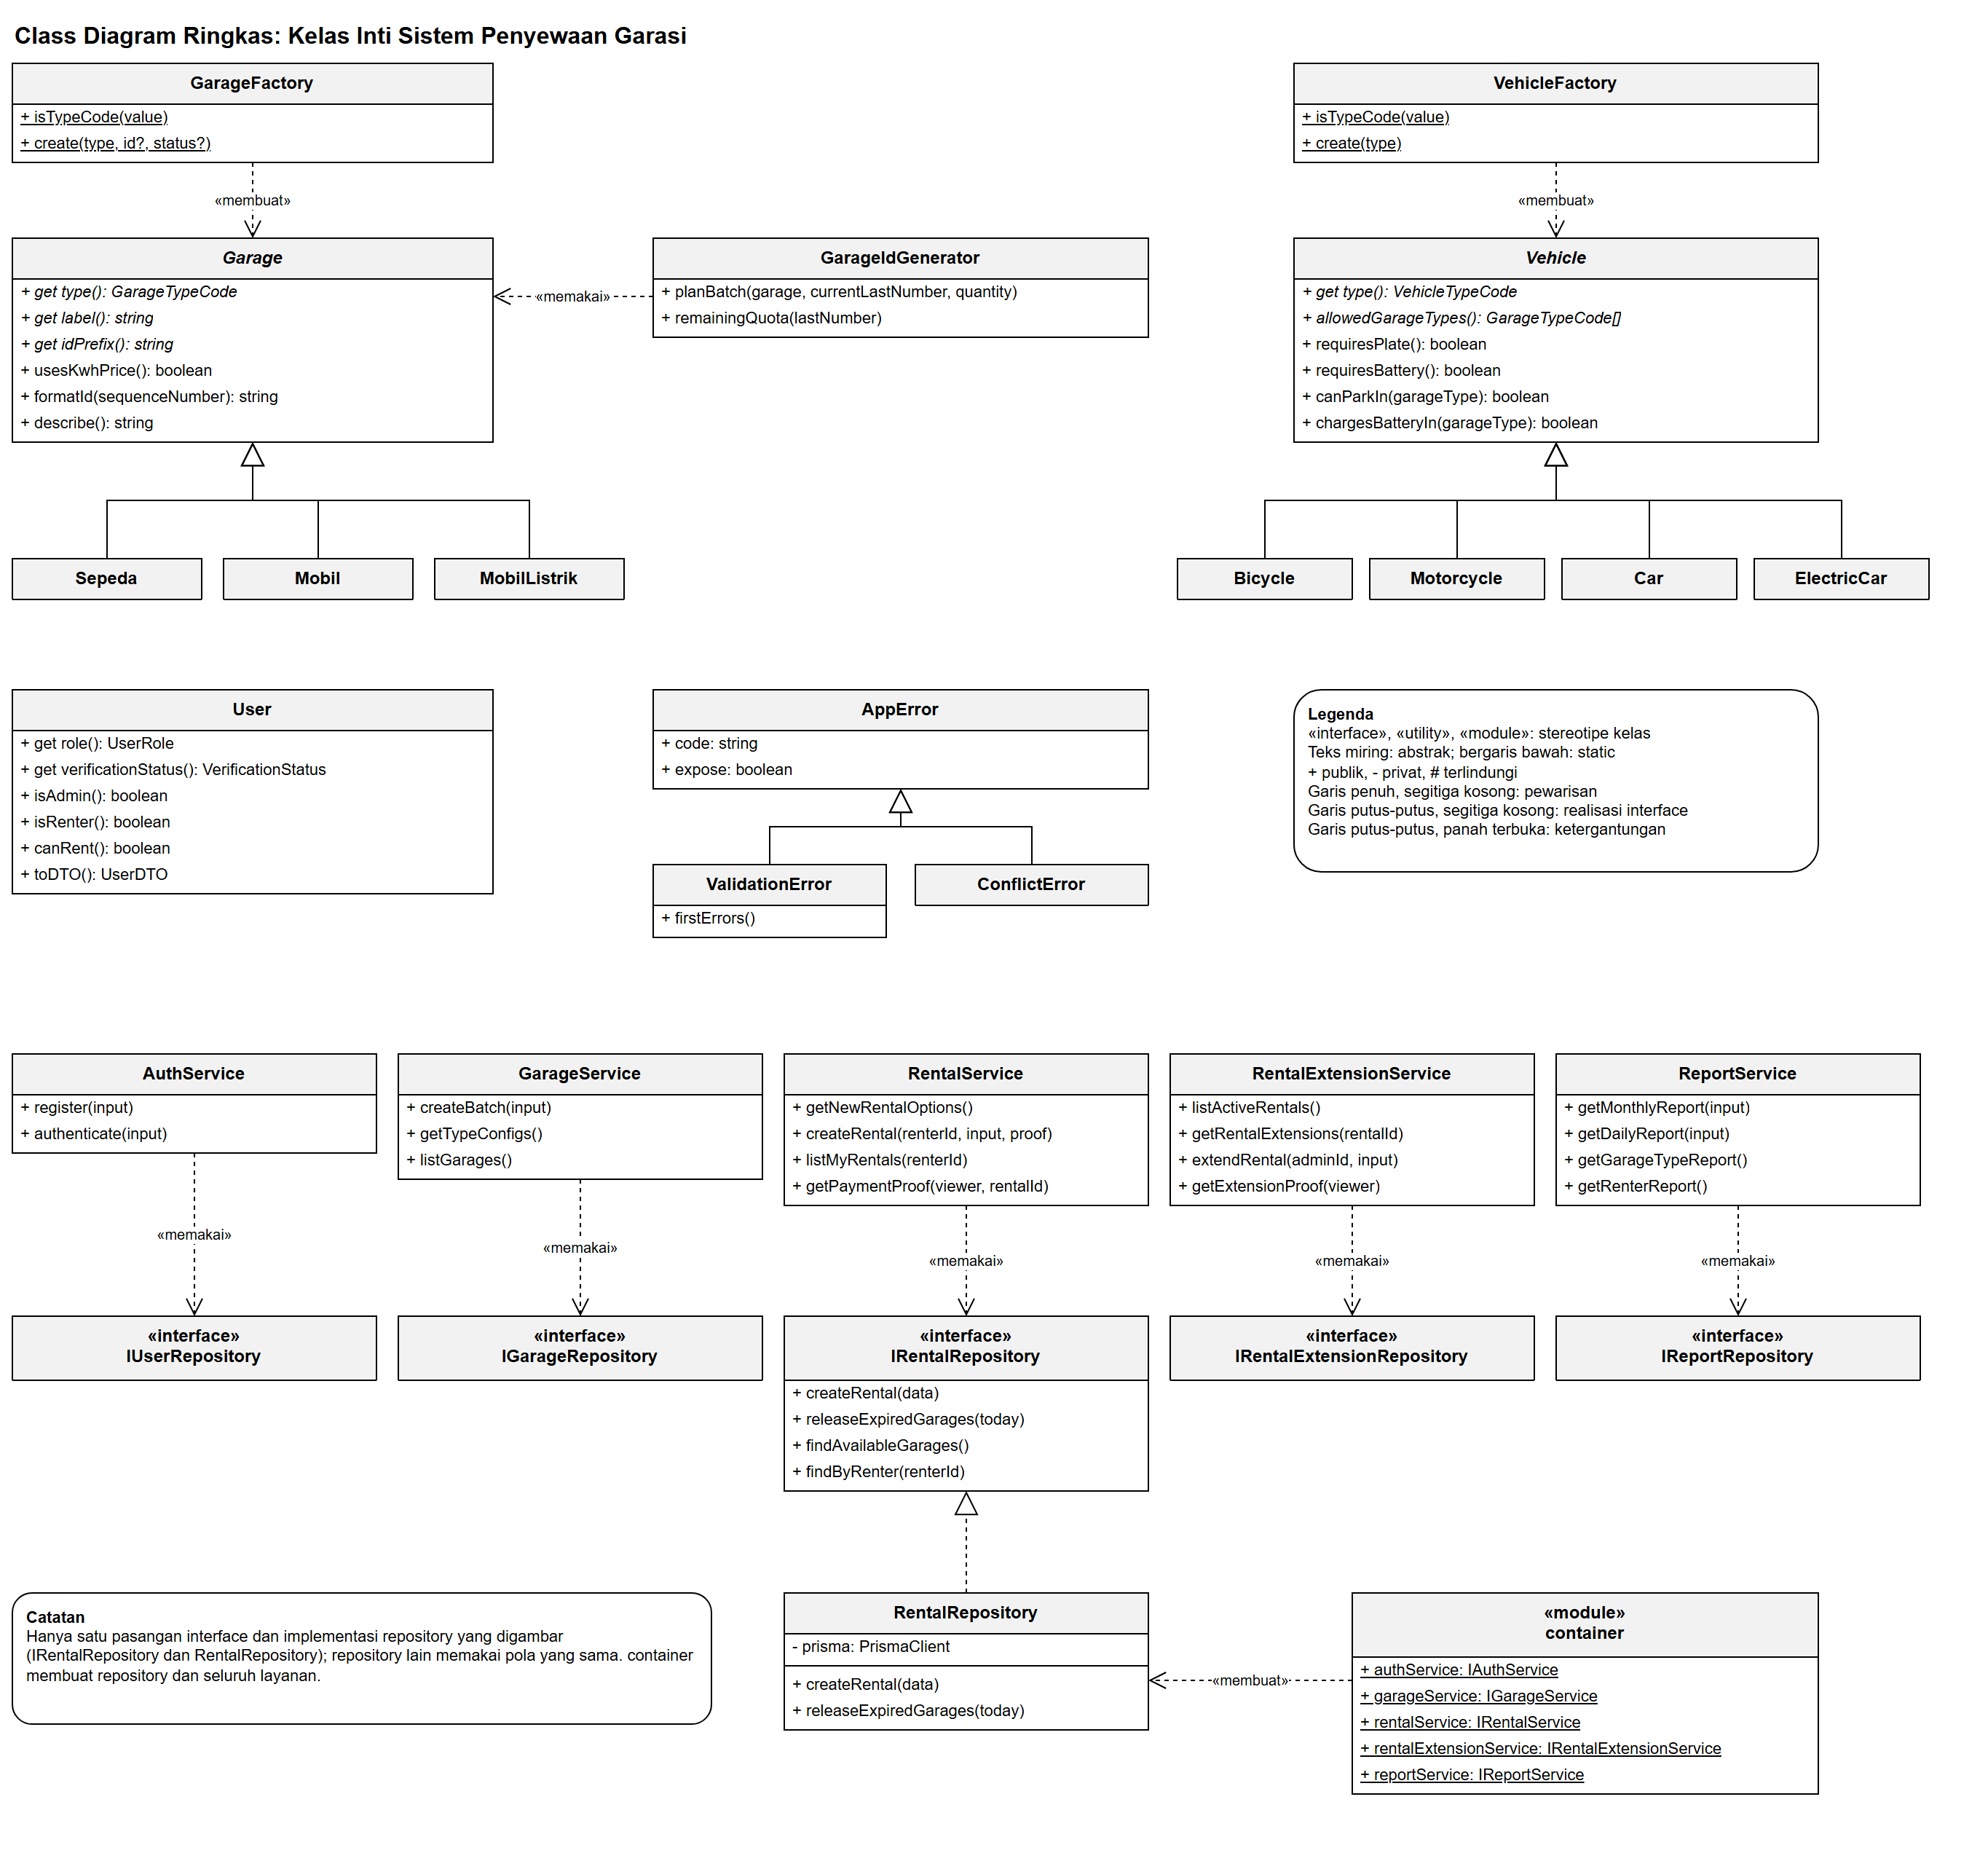 Class Diagram Ringkas: Kelas Inti Sistem Penyewaan Garasi
GarageFactory
+ isTypeCode(value)
+ create(type, id?, status?)
VehicleFactory
+ isTypeCode(value)
+ create(type)
«membuat»
«membuat»
Garage
+ get type(): GarageTypeCode
+ get label(): string
+ get idPrefix(): string
+ usesKwhPrice(): boolean
+ formatId(sequenceNumber): string
+ describe(): string
«memakai»
GarageIdGenerator
+ planBatch(garage, currentLastNumber, quantity)
+ remainingQuota(lastNumber)
Vehicle
+ get type(): VehicleTypeCode
+ allowedGarageTypes(): GarageTypeCode[]
+ requiresPlate(): boolean
+ requiresBattery(): boolean
+ canParkIn(garageType): boolean
+ chargesBatteryIn(garageType): boolean
Sepeda
Mobil
MobilListrik
Bicycle
Motorcycle
Car
ElectricCar
User
+ get role(): UserRole
+ get verificationStatus(): VerificationStatus
+ isAdmin(): boolean
+ isRenter(): boolean
+ canRent(): boolean
+ toDTO(): UserDTO
AppError
+ code: string
+ expose: boolean
ValidationError
+ firstErrors()
ConflictError
Legenda
«interface», «utility», «module»: stereotipe kelas
Teks miring: abstrak; bergaris bawah: static
+ publik, - privat, # terlindungi
Garis penuh, segitiga kosong: pewarisan
Garis putus-putus, segitiga kosong: realisasi interface
Garis putus-putus, panah terbuka: ketergantungan
AuthService
+ register(input)
+ authenticate(input)
GarageService
+ createBatch(input)
+ getTypeConfigs()
+ listGarages()
RentalService
+ getNewRentalOptions()
+ createRental(renterId, input, proof)
+ listMyRentals(renterId)
+ getPaymentProof(viewer, rentalId)
RentalExtensionService
+ listActiveRentals()
+ getRentalExtensions(rentalId)
+ extendRental(adminId, input)
+ getExtensionProof(viewer)
ReportService
+ getMonthlyReport(input)
+ getDailyReport(input)
+ getGarageTypeReport()
+ getRenterReport()
«memakai»
«memakai»
«memakai»
«memakai»
«memakai»
«interface»
IUserRepository
«interface»
IGarageRepository
«interface»
IRentalRepository
+ createRental(data)
+ releaseExpiredGarages(today)
+ findAvailableGarages()
+ findByRenter(renterId)
«interface»
IRentalExtensionRepository
«interface»
IReportRepository
Catatan
Hanya satu pasangan interface dan implementasi repository yang digambar
(IRentalRepository dan RentalRepository); repository lain memakai pola yang sama. container
membuat repository dan seluruh layanan.
RentalRepository
- prisma: PrismaClient
+ createRental(data)
+ releaseExpiredGarages(today)
«membuat»
«module»
container
+ authService: IAuthService
+ garageService: IGarageService
+ rentalService: IRentalService
+ rentalExtensionService: IRentalExtensionService
+ reportService: IReportService